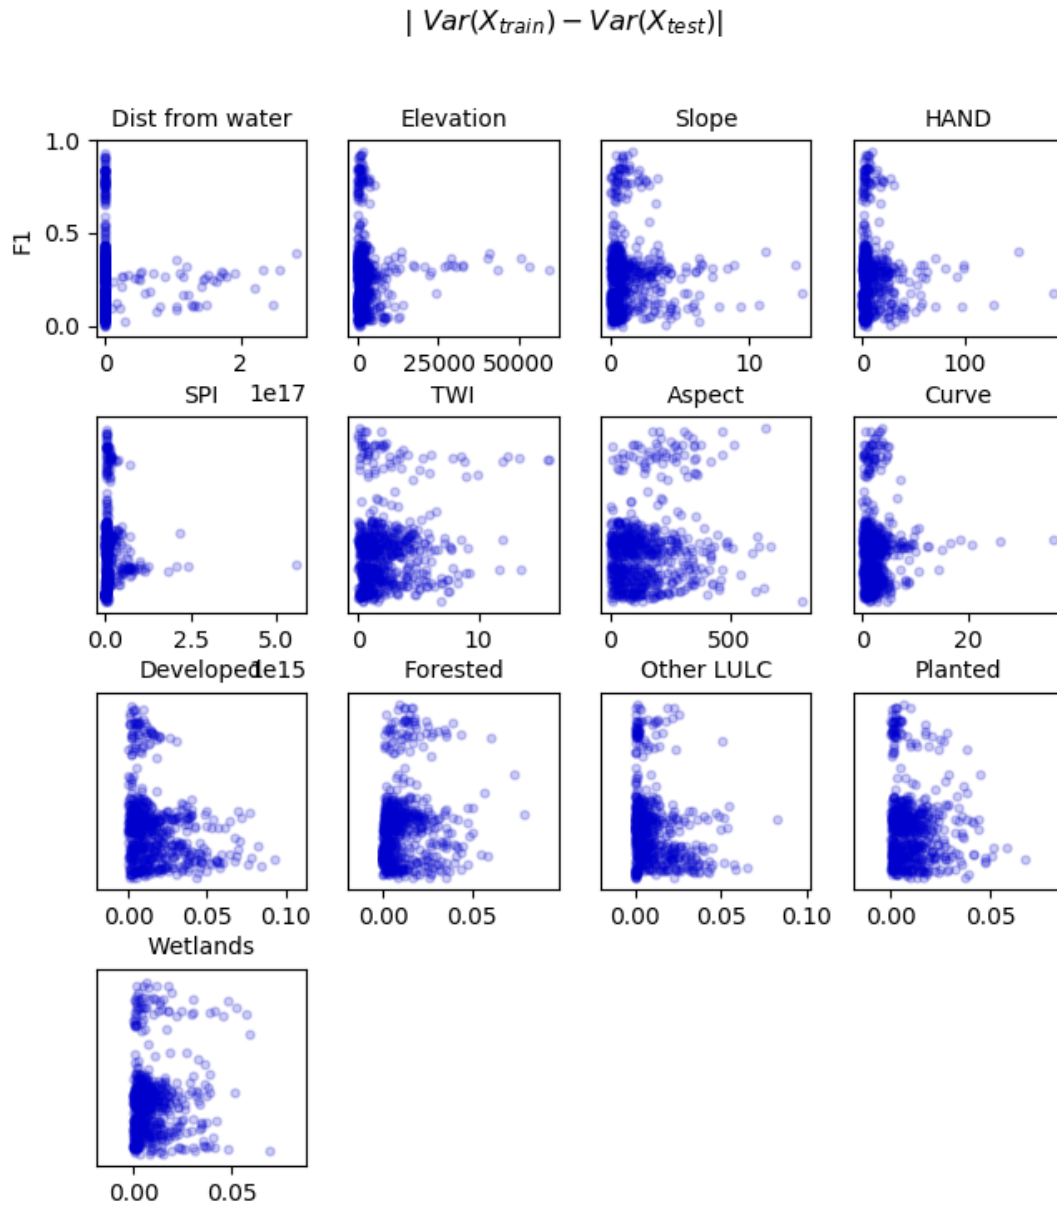 | Var(X_train) − Var(X_test)|
Dist from water Elevation Slope HAND
1.0
0.5
0.0
F1
0 2 0 25000 50000 0 10 0 100
1e17
SPI TWI Aspect Curve
0.0 2.5 5.0 0 10 0 500 0 20
1e15
Developed Forested Other LULC Planted
0.00 0.05 0.10 0.00 0.05 0.00 0.05 0.10 0.00 0.05
Wetlands
0.00 0.05